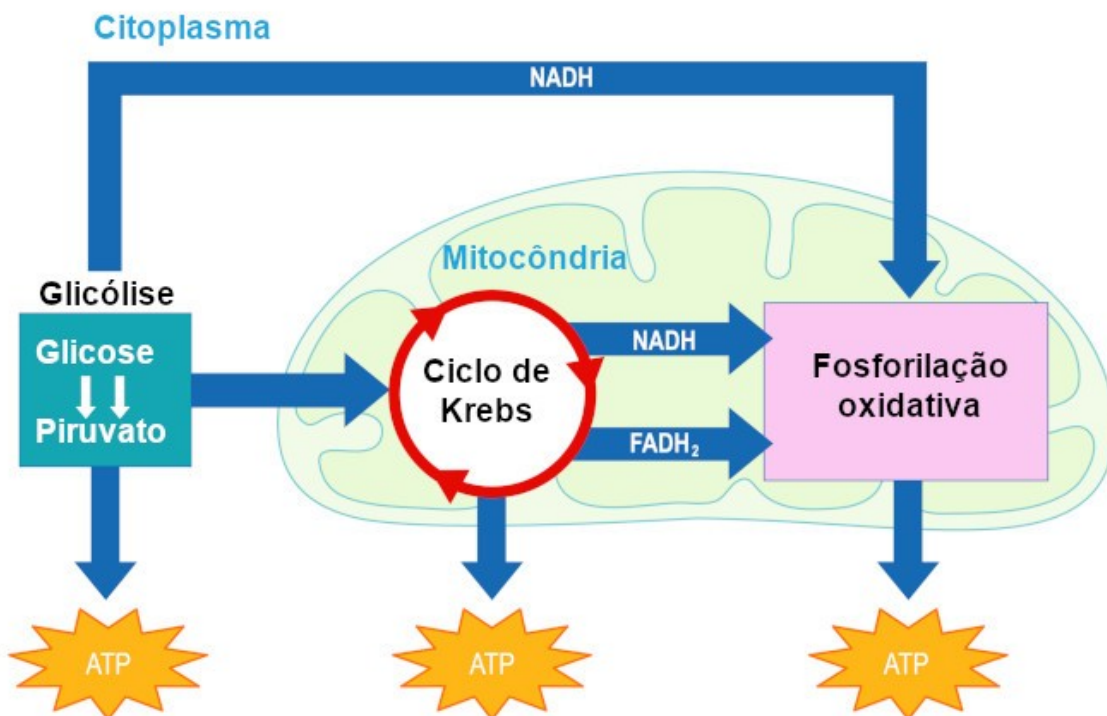 Citoplasma
NADH
Mitocôndria
Glicólise
Glicose
Piruvato
Ciclo de
Krebs
NADH
FADH₂
Fosforilação
oxidativa
ATP
ATP
ATP